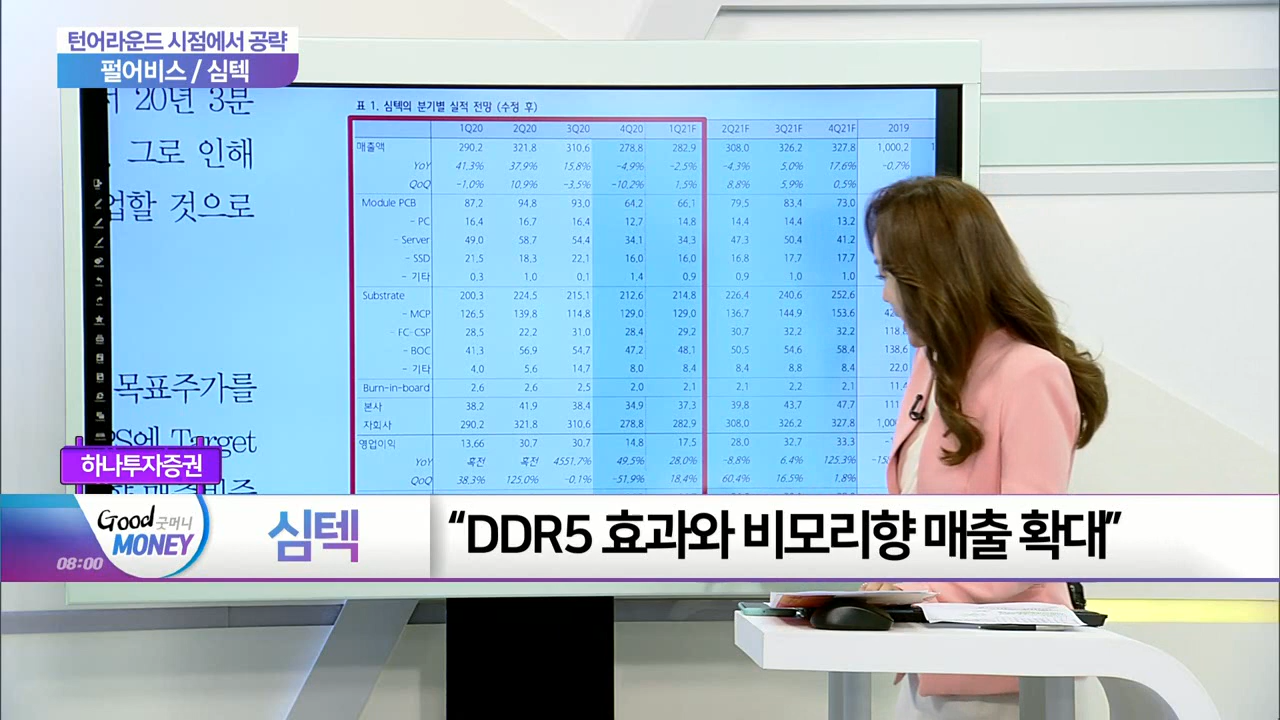 턴어라운드 시점에서 공략
펄어비스 / 심텍
20년 3분
그로 인해
것으로
목표주가를
Target
표 1. 심텍의 분기별 실적 전망 (수정 후)
1Q20 2Q20 3Q20 4Q20 1Q21F 2Q21F 3Q21F 4Q21F 2019
매출액 290.2 321.8 310.6 278.8 282.9 308.0 326.2 327.8 1,000.2 1
YoY 41.3% 37.9% 15.8% -4.9% -2.5% -4.3% 5.0% 17.6% -0.7%
QoQ -1.0% 10.9% -3.5% -10.2% 1.5% 8.8% 5.9% 0.5%
Module PCB 87.2 94.8 93.0 64.2 66.1 79.5 83.4 73.0
- PC 16.4 16.7 16.4 12.7 14.8 14.4 14.4 13.2
- Server 49.0 58.7 54.4 34.1 34.3 47.3 50.4 41.2
- SSD 21.5 18.3 22.1 16.0 16.0 16.8 17.7 17.7
- 기타 0.3 1.0 0.1 1.4 0.9 0.9 1.0 1.0
Substrate 200.3 224.5 215.1 212.6 214.8 226.4 240.6 252.6
- MCP 126.5 139.8 114.8 129.0 129.0 136.7 144.9 153.6
- FC-CSP 28.5 22.2 31.0 28.4 29.2 30.7 32.2 32.2 118.8
- BOC 41.3 56.9 54.7 47.2 48.1 50.5 54.6 58.4 138.6
- 기타 4.0 5.6 14.7 8.0 8.4 8.4 8.8 8.4 22.0
Burn-in-board 2.6 2.6 2.5 2.0 2.1 2.1 2.2 2.1 11.4
본사 38.2 41.9 38.4 34.9 37.3 39.8 43.7 47.7 111
자회사 290.2 321.8 310.6 278.8 282.9 308.0 326.2 327.8 1,000
영업이익 13.66 30.7 30.7 14.8 17.5 28.0 32.7 33.3
YoY 흑전 흑전 4551.7% 49.5% 28.0% -8.8% 6.4% 125.3%
QoQ 38.3% 125.0% -0.1% -51.9% 18.4% 60.4% 16.5% 1.8%
하나투자증권
Good 굿머니
MONEY
08:00
심텍
“DDR5 효과와 비모리향 매출 확대”